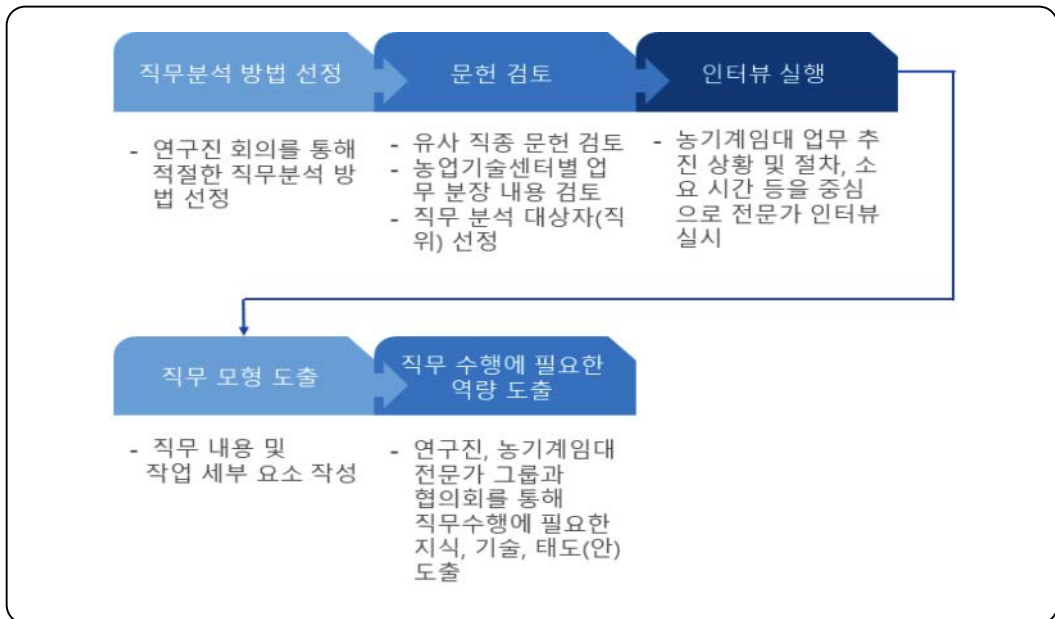 직무분석 방법 선정
- 연구진 회의를 통해
적절한 직무분석 방
법 선정
문헌 검토
- 유사 직종 문헌 검토
- 농업기술센터별 업
무 분장 내용 검토
- 직무 분석 대상자(직
위) 선정
인터뷰 실행
- 농기계임대 업무 추
진 상황 및 절차, 소
요 시간 등을 중심
으로 전문가 인터뷰
실시
직무 모형 도출
- 직무 내용 및
작업 세부 요소 작성
직무 수행에 필요한
역량 도출
- 연구진, 농기계임대
전문가 그룹과
협의회를 통해
직무수행에 필요한
지식, 기술, 태도(안)
도출